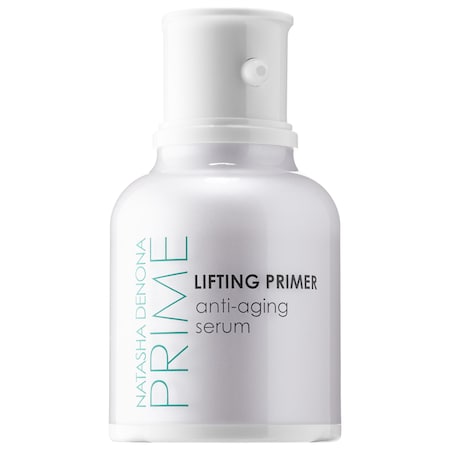 NATASHA DENONA
PRIME
LIFTING PRIMER
anti-aging
serum